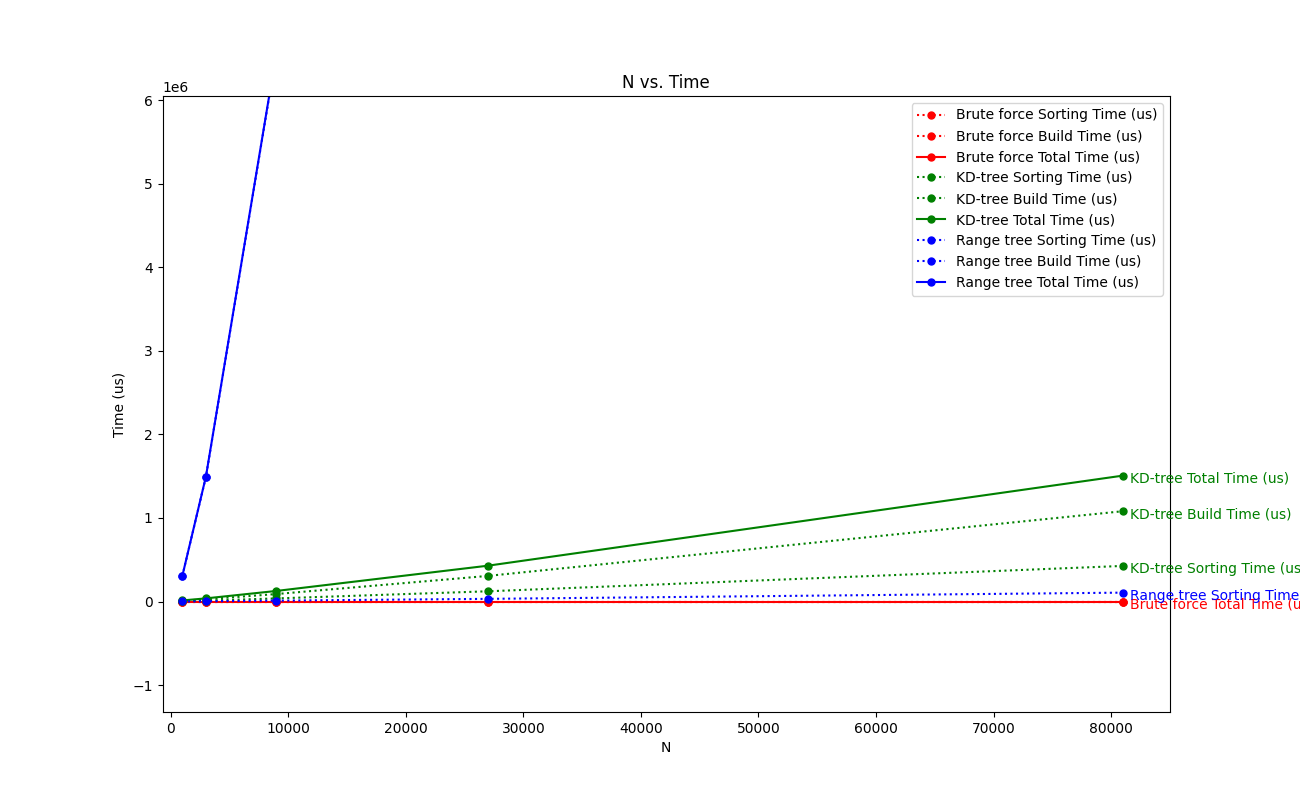 N vs. Time
1e6
6
5
4
3
2
1
0
−1
Time (us)
0 10000 20000 30000 40000 50000 60000 70000 80000
N
Brute force Sorting Time (us)
Brute force Build Time (us)
Brute force Total Time (us)
KD-tree Sorting Time (us)
KD-tree Build Time (us)
KD-tree Total Time (us)
Range tree Sorting Time (us)
Range tree Build Time (us)
Range tree Total Time (us)
KD-tree Total Time (us)
KD-tree Build Time (us)
KD-tree Sorting Time (us
Range tree Sorting Time
Brute force Total Time (u